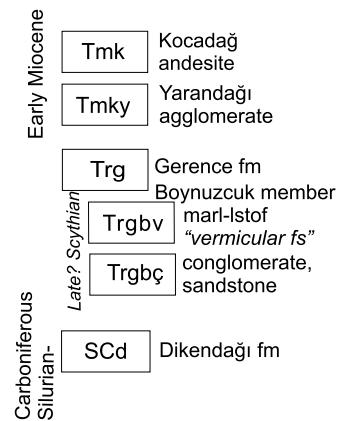 Early Miocene
Tmk
Kocadağ
andesite
Tmky
Yarandağı
agglomerate
Late? Scythian
Trg
Gerence fm
Boynuzcuk member
Trgbv
marl-lstof
“vermicular fs”
Trgbç
conglomerate,
sandstone
Carboniferous
Silurian-
SCd
Dikendağı fm